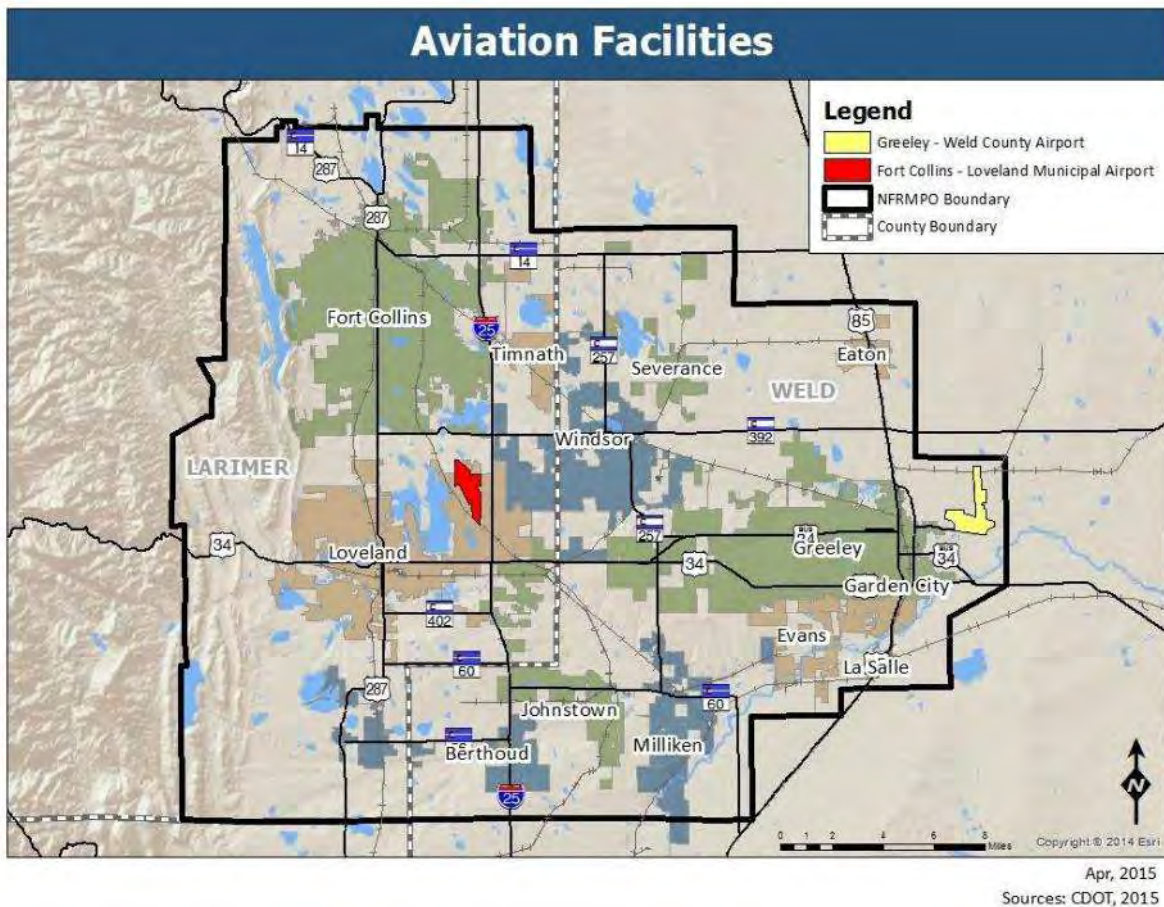 Aviation Facilities
Legend
Greeley - Weld County Airport
Fort Collins - Loveland Municipal Airport
NFRMPO Boundary
County Boundary
14
287
287
14
Fort Collins
25
Timnath
257
Severance
85
Eaton
WELD
Windsor
392
LARIMER
257
34
Loveland
34
Greeley
BUS
34
BUS
34
Garden City
402
Evans
60
La Salle
287
60
Johnstown
Berthoud
Milliken
25
N
0 1 2 4 6 8
Miles
Copyright © 2014 Esri
Apr, 2015
Sources: CDOT, 2015